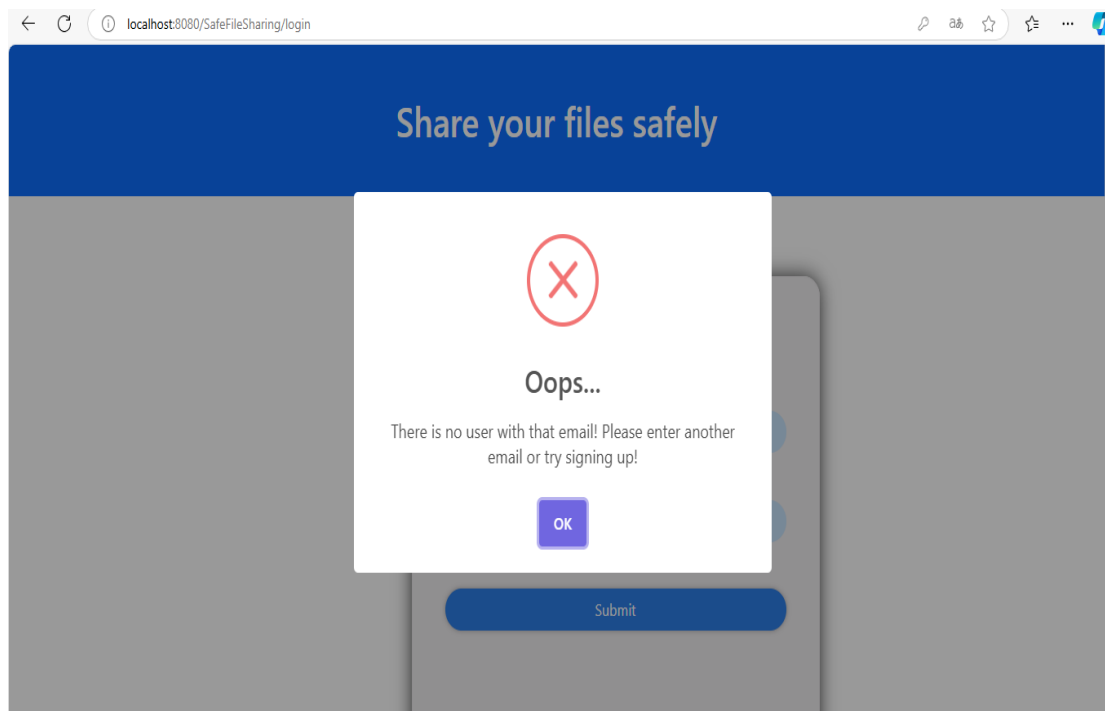 localhost:8080/SafeFileSharing/login
Share your files safely
Oops...
There is no user with that email! Please enter another
email or try signing up!
OK
Submit